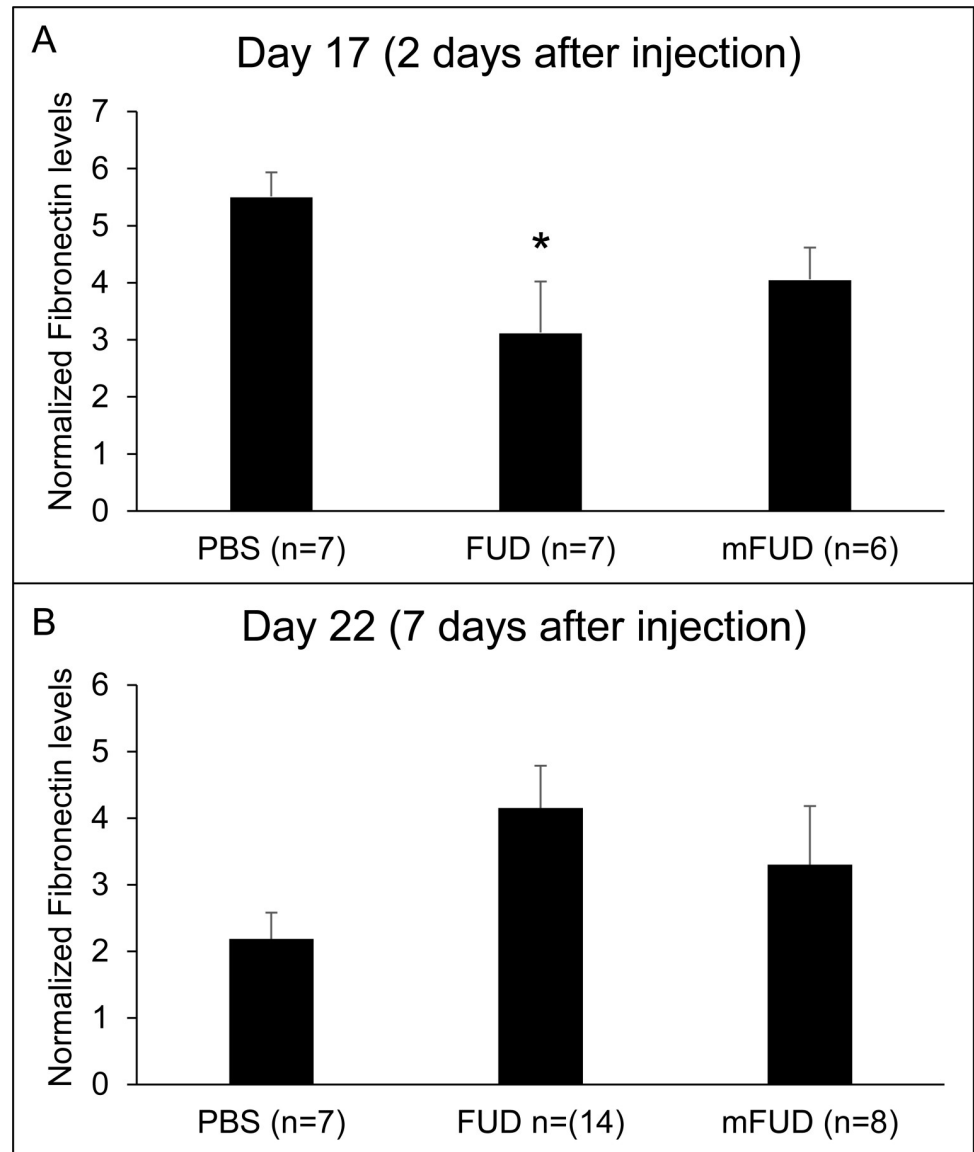 A
Day 17 (2 days after injection)
Normalized Fibronectin levels
7
6
5
4
3
2
1
0
*
PBS (n=7)
FUD (n=7)
mFUD (n=6)
B
Day 22 (7 days after injection)
Normalized Fibronectin levels
6
5
4
3
2
1
0
PBS (n=7)
FUD n=(14)
mFUD (n=8)